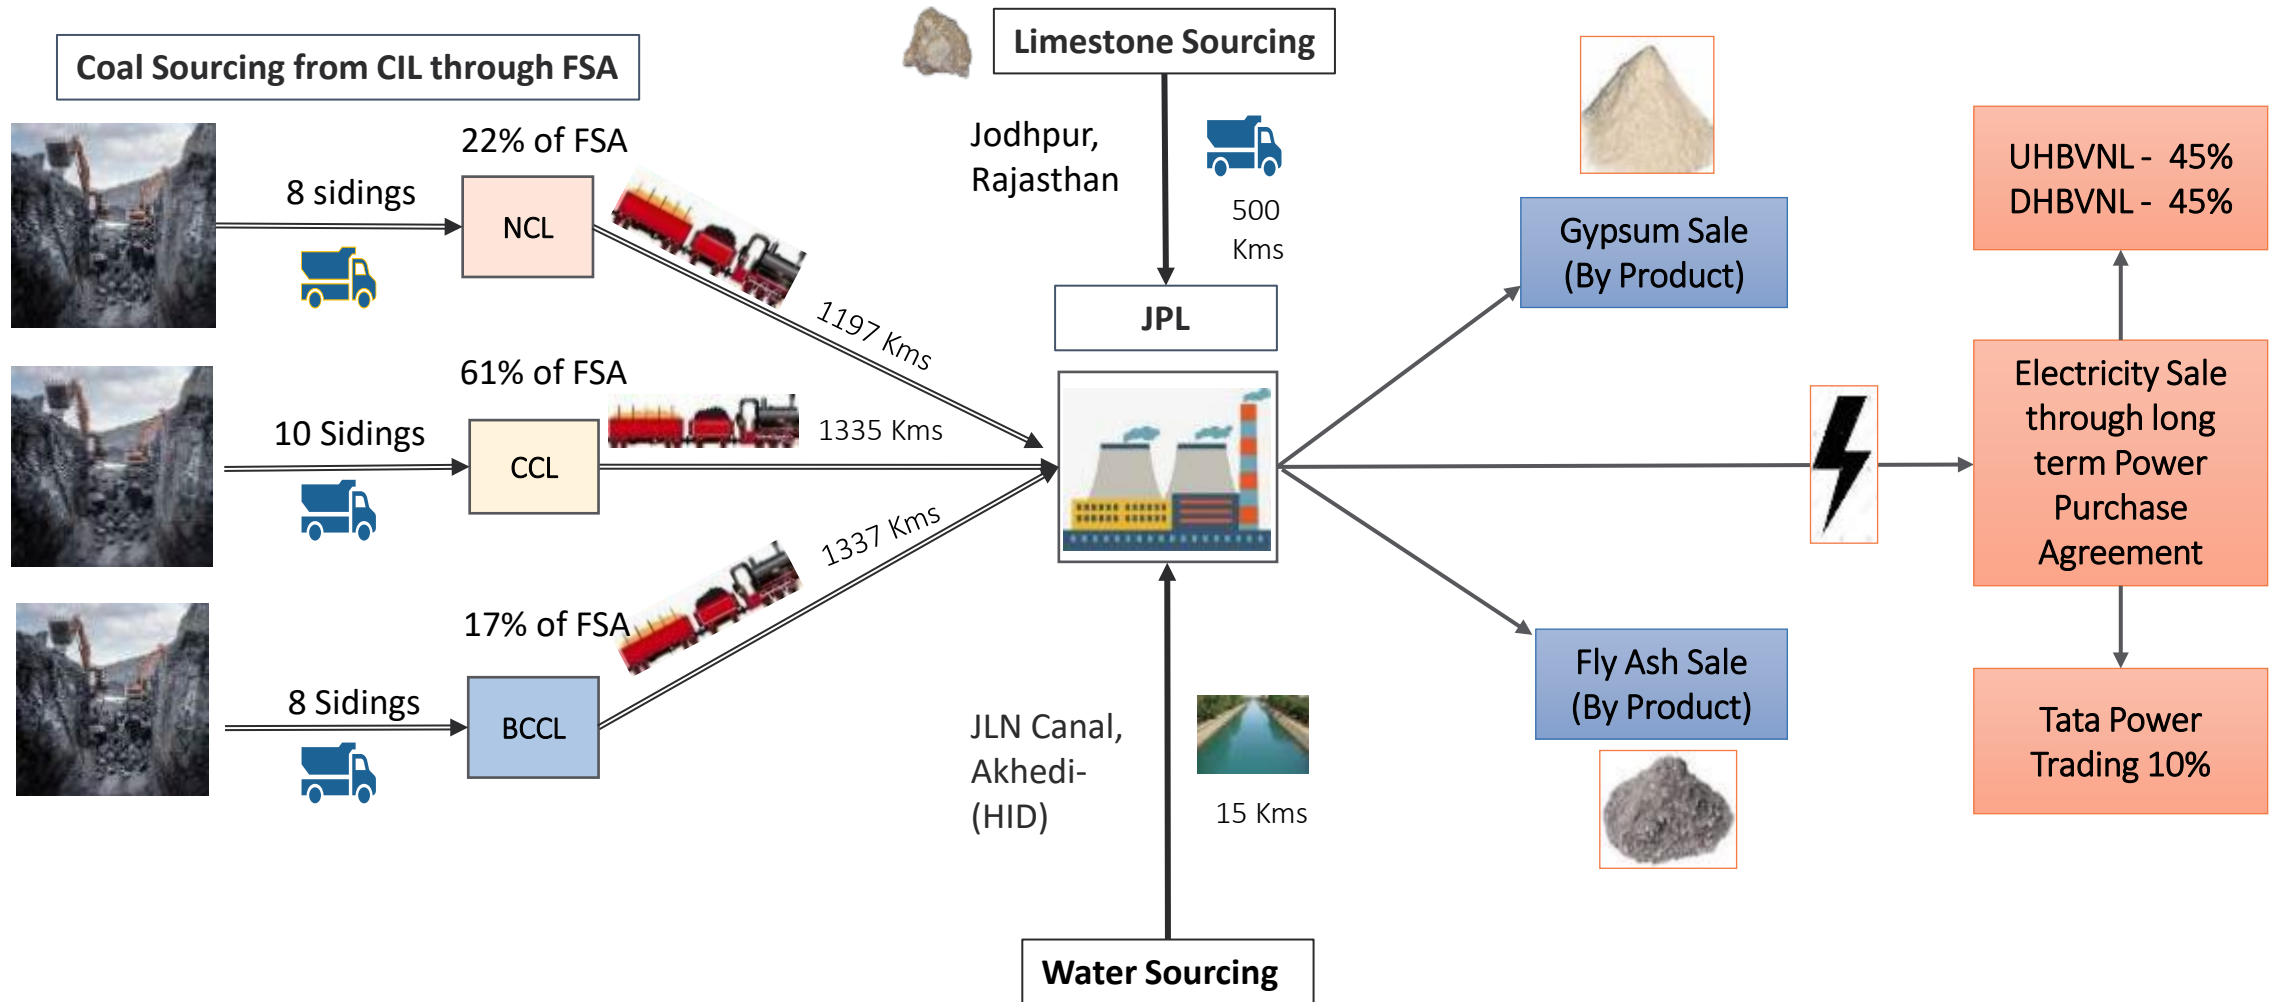 Coal Sourcing from CIL through FSA
22% of FSA
8 sidings
NCL
1197 Kms
61% of FSA
10 Sidings
CCL
1335 Kms
17% of FSA
8 Sidings
BCCL
1337 Kms
Limestone Sourcing
Jodhpur,
Rajasthan
500
Kms
JPL
JLN Canal,
Akhedi-
(HID)
15 Kms
Water Sourcing
Gypsum Sale
(By Product)
Fly Ash Sale
(By Product)
UHBVNL - 45%
DHBVNL - 45%
Electricity Sale
through long
term Power
Purchase
Agreement
Tata Power
Trading 10%